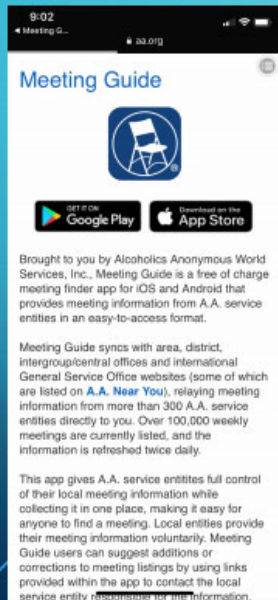 9:02
◀ Meeting G...
aa.org
Meeting Guide
GET IT ON
Google Play
Download on the
App Store
Brought to you by Alcoholics Anonymous World
Services, Inc., Meeting Guide is a free of charge
meeting finder app for iOS and Android that
provides meeting information from A.A. service
entities in an easy-to-access format.
Meeting Guide syncs with area, district,
intergroup/central offices and international
General Service Office websites (some of which
are listed on A.A. Near You), relaying meeting
information from more than 300 A.A. service
entities directly to you. Over 100,000 weekly
meetings are currently listed, and the
information is refreshed twice daily.
This app gives A.A. service entitites full control
of their local meeting information while
collecting it in one place, making it easy for
anyone to find a meeting. Local entities provide
their meeting information voluntarily. Meeting
Guide users can suggest additions or
corrections to meeting listings by using links
provided within the app to contact the local
service entity responsible for the information.